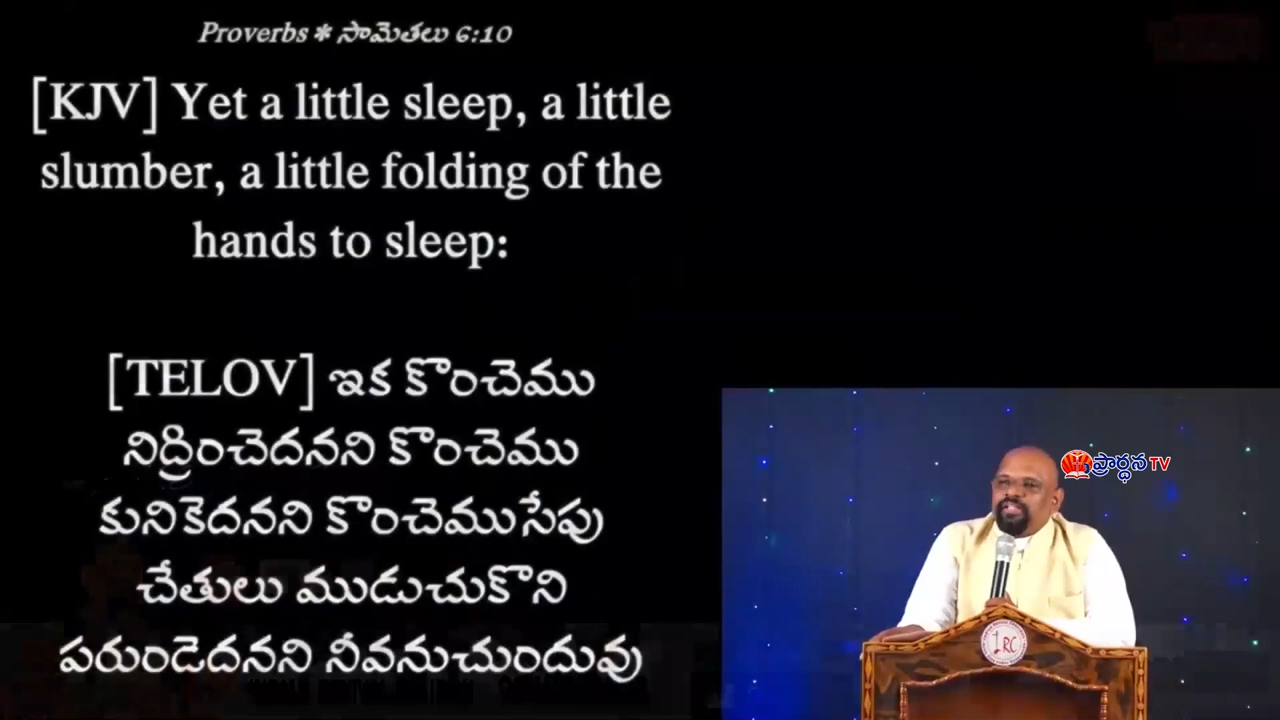 Proverbs * సామెతలు 6:10
[KJV] Yet a little sleep, a little
slumber, a little folding of the
hands to sleep:
[TELOV] ఇక కొంచెము
నిద్రించెదనని కొంచెము
కునికెదనని కొంచెముసేపు
చేతులు ముడుచుకొని
పరుండెదనని నీవనుచుందువు
ప్రార్థన TV
IRC